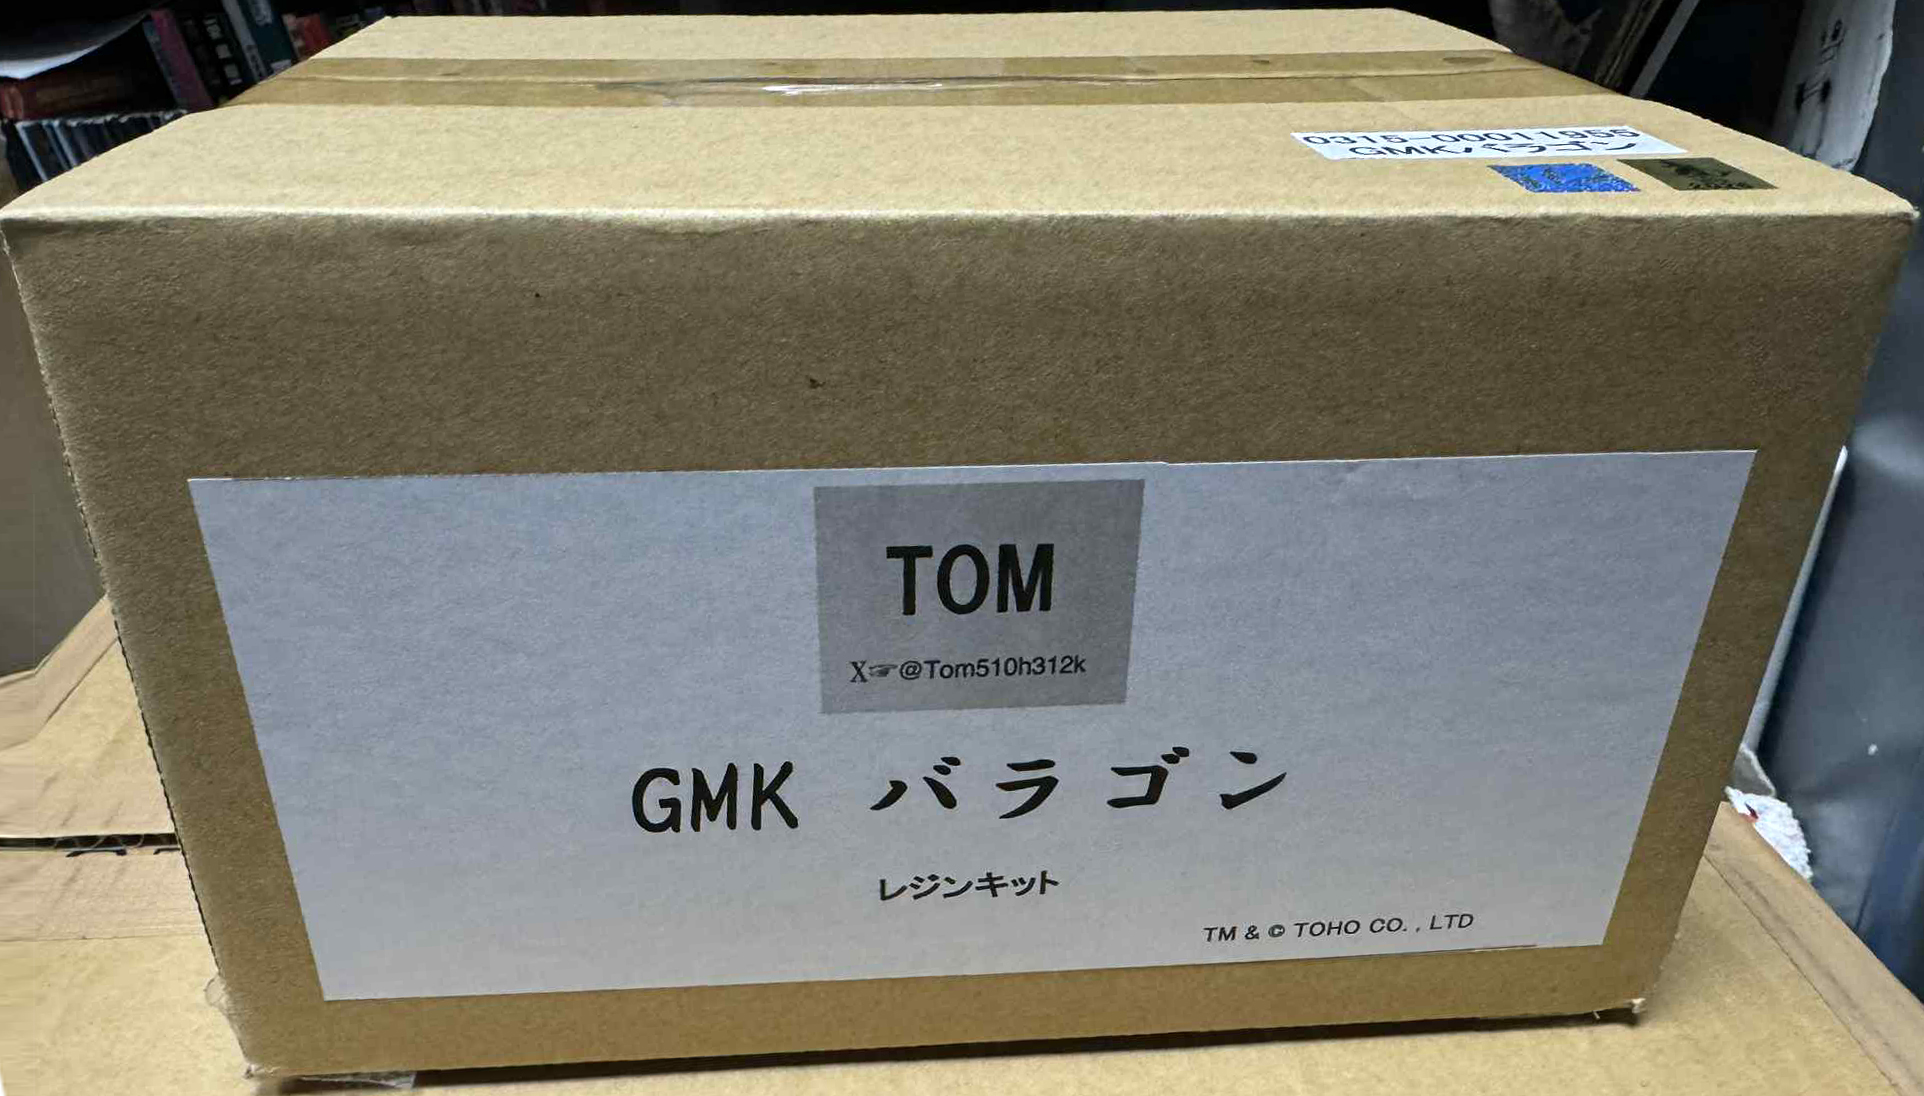 0315-00011955
GMKバラゴン
TOM
X☞@Tom510h312k
GMK バラゴン
レジンキット
TM & © TOHO CO. , LTD